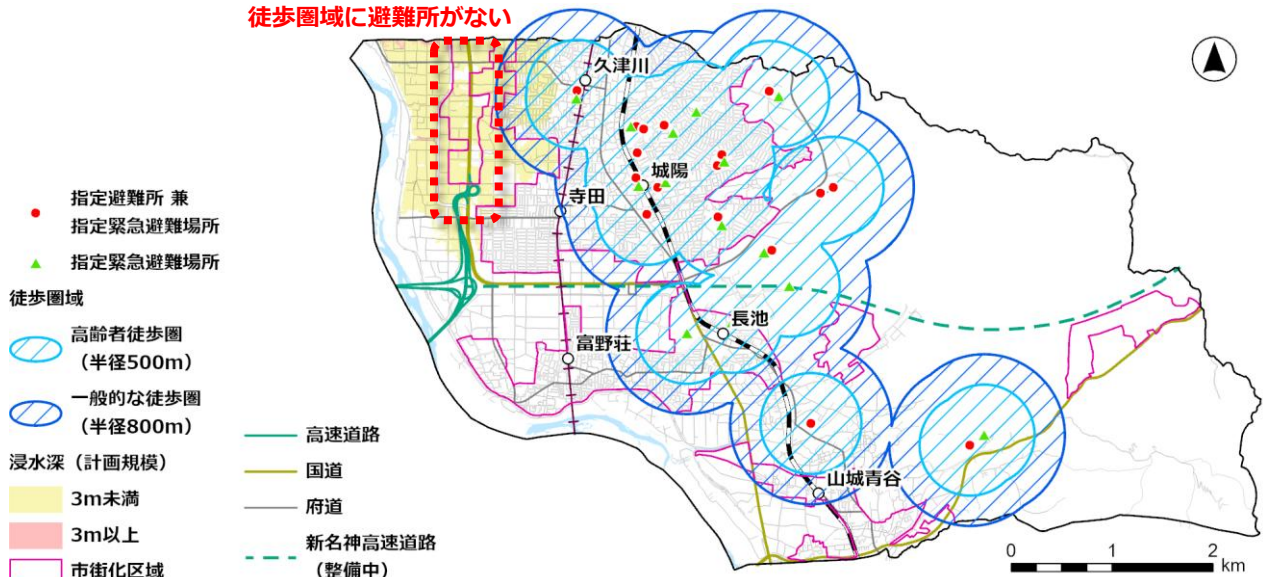 徒歩圏域に避難所がない
久津川
城陽
寺田
長池
富野荘
山城青谷
指定避難所 兼
指定緊急避難場所
指定緊急避難場所
徒歩圏域
高齢者徒歩圏
（半径500m）
一般的な徒歩圏
（半径800m）
浸水深（計画規模）
3m未満
3m以上
市街化区域
高速道路
国道
府道
新名神高速道路
（整備中）
0 1 2
km